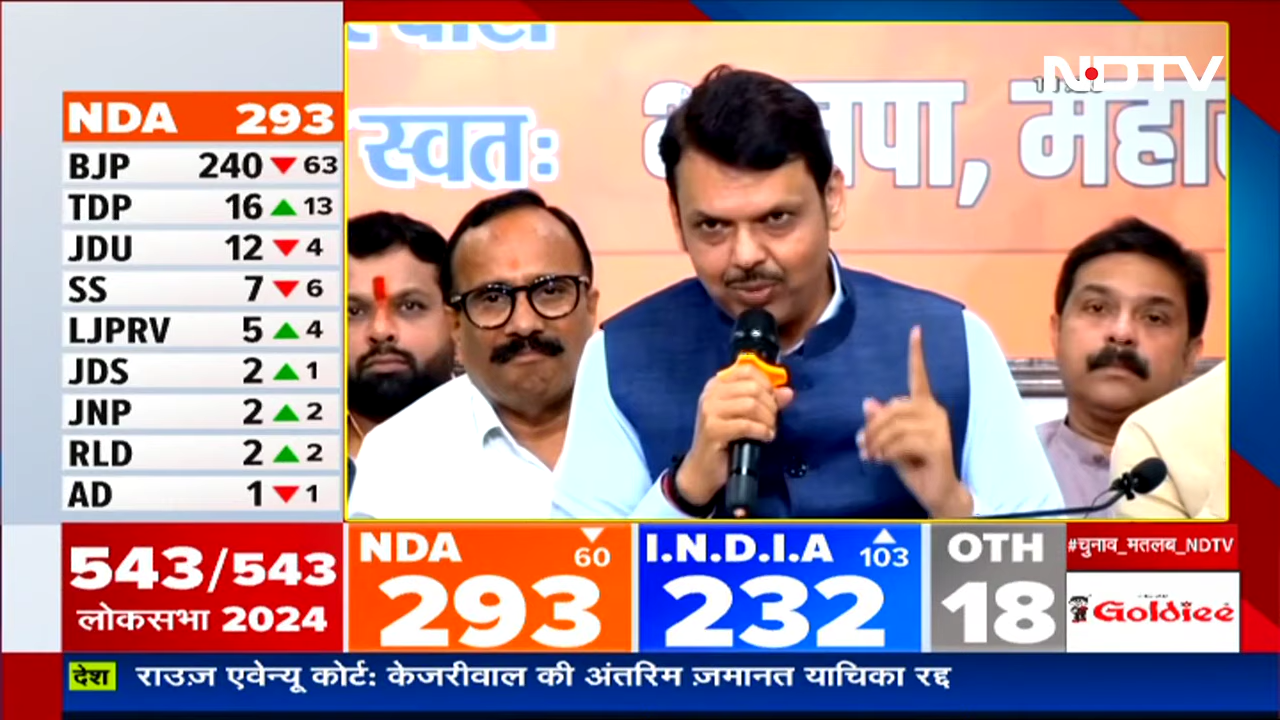 NDA 293
BJP 240 ▼ 63
TDP 16 ▲ 13
JDU 12 ▼ 4
SS 7 ▼ 6
LJPRV 5 ▲ 4
JDS 2 ▲ 1
JNP 2 ▲ 2
RLD 2 ▲ 2
AD 1 ▼ 1
NDTV
स्वतः
महा
543/543
लोकसभा 2024
NDA ▼ 60
293
I.N.D.I.A ▲ 103
232
OTH
18
#चुनाव_मतलब_NDTV
Goldiee
देश राउज़ एवेन्यू कोर्ट: केजरीवाल की अंतरिम ज़मानत याचिका रद्द